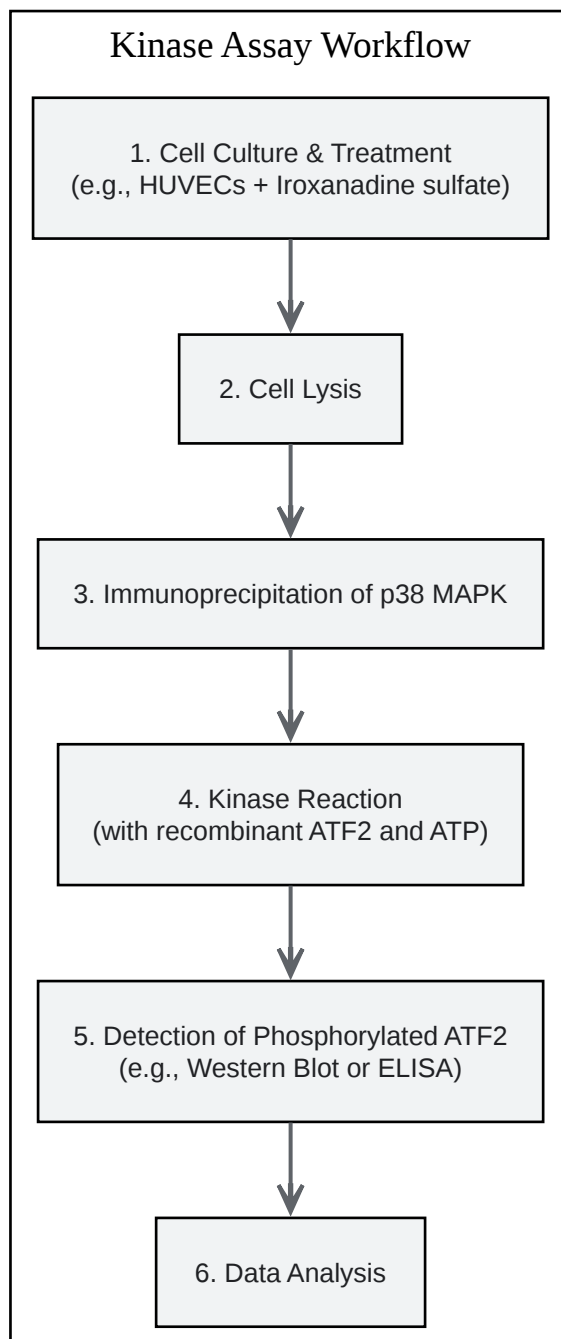 Kinase Assay Workflow
1. Cell Culture & Treatment
(e.g., HUVECs + Iroxanadine sulfate)
2. Cell Lysis
3. Immunoprecipitation of p38 MAPK
4. Kinase Reaction
(with recombinant ATF2 and ATP)
5. Detection of Phosphorylated ATF2
(e.g., Western Blot or ELISA)
6. Data Analysis